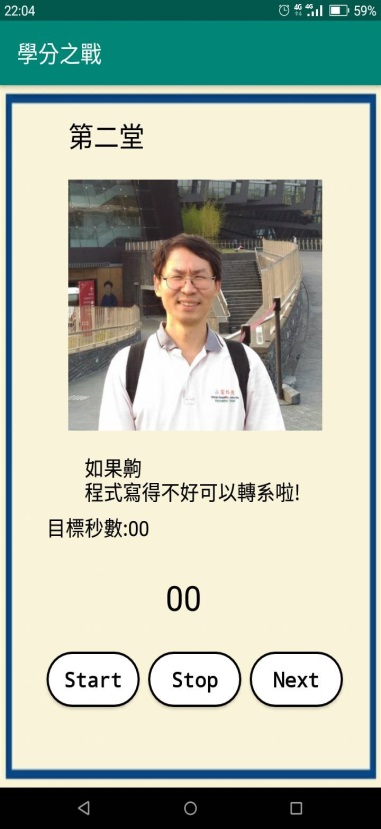 22:04
59%
學分之戰
第二堂
如果齁
程式寫得不好可以轉系啦!
目標秒數:00
00
Start
Stop
Next